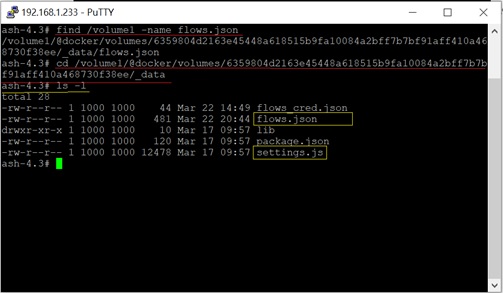 192.168.1.233 - PuTTY
ash-4.3# find /volume1 -name flows.json
/volume1/@docker/volumes/6359804d2163e45448a618515b9fa10084a2bff7b7bf91aff410a46
8730f38ee/_data/flows.json
ash-4.3# cd /volume1/@docker/volumes/6359804d2163e45448a618515b9fa10084a2bff7b7b
f91aff410a468730f38ee/_data
ash-4.3# ls -l
total 28
-rw-r--r-- 1 1000 1000    44 Mar 22 14:49 flows_cred.json
-rw-r--r-- 1 1000 1000   481 Mar 22 20:44 flows.json
drwxr-xr-x 1 1000 1000    10 Mar 17 09:57 lib
-rw-r--r-- 1 1000 1000   120 Mar 17 09:57 package.json
-rw-r--r-- 1 1000 1000 12478 Mar 17 09:57 settings.js
ash-4.3#